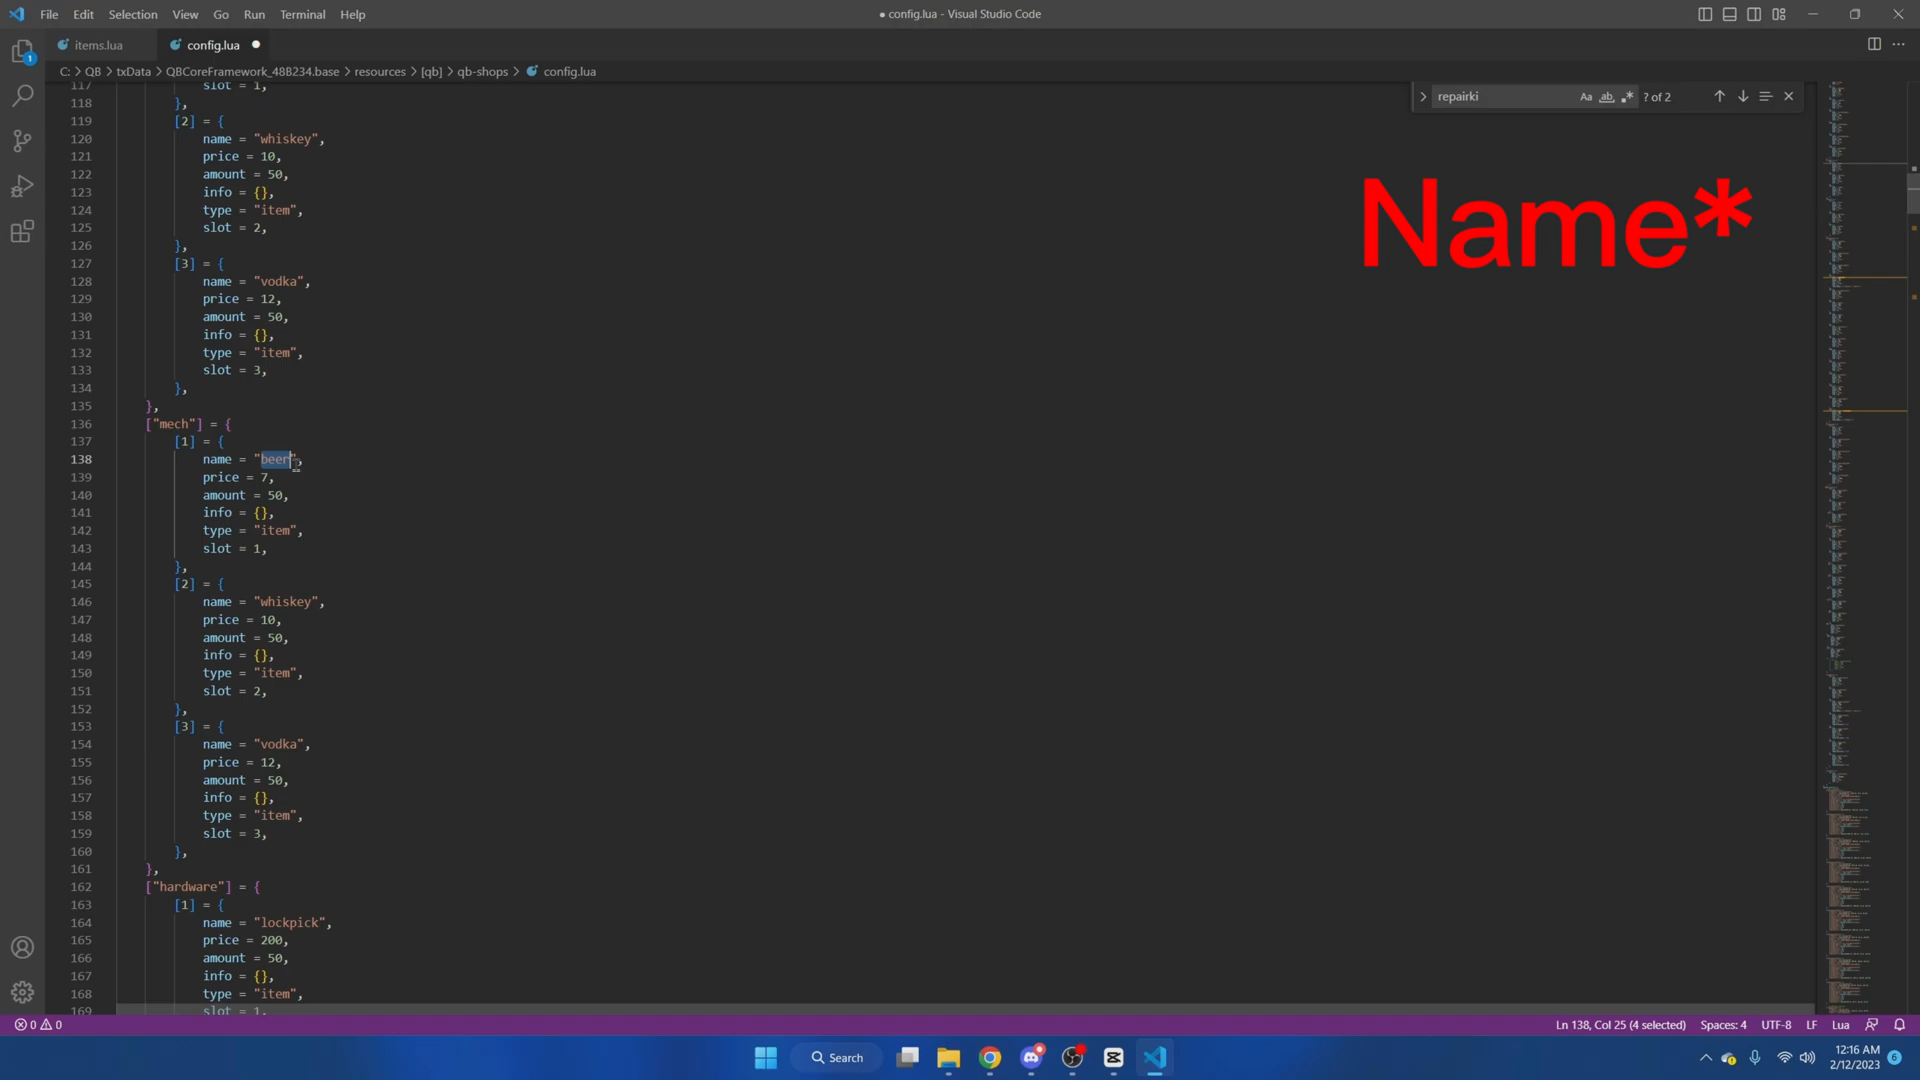 File Edit Selection View Go Run Terminal Help
● config.lua - Visual Studio Code
items.lua config.lua
C: > QB > txData > QBCoreFramework_48B234.base > resources > [qb] > qb-shops > config.lua
repairki Aa ab .* ? of 2
Name*
117 slot = 1,
118 },
119 [2] = {
120 name = "whiskey",
121 price = 10,
122 amount = 50,
123 info = {},
124 type = "item",
125 slot = 2,
126 },
127 [3] = {
128 name = "vodka",
129 price = 12,
130 amount = 50,
131 info = {},
132 type = "item",
133 slot = 3,
134 },
135 },
136 ["mech"] = {
137 [1] = {
138 name = "beer",
139 price = 7,
140 amount = 50,
141 info = {},
142 type = "item",
143 slot = 1,
144 },
145 [2] = {
146 name = "whiskey",
147 price = 10,
148 amount = 50,
149 info = {},
150 type = "item",
151 slot = 2,
152 },
153 [3] = {
154 name = "vodka",
155 price = 12,
156 amount = 50,
157 info = {},
158 type = "item",
159 slot = 3,
160 },
161 },
162 ["hardware"] = {
163 [1] = {
164 name = "lockpick",
165 price = 200,
166 amount = 50,
167 info = {},
168 type = "item",
169 slot = 1,
0 0
Ln 138, Col 25 (4 selected) Spaces: 4 UTF-8 LF Lua
Search
12:16 AM
2/12/2023
6
1